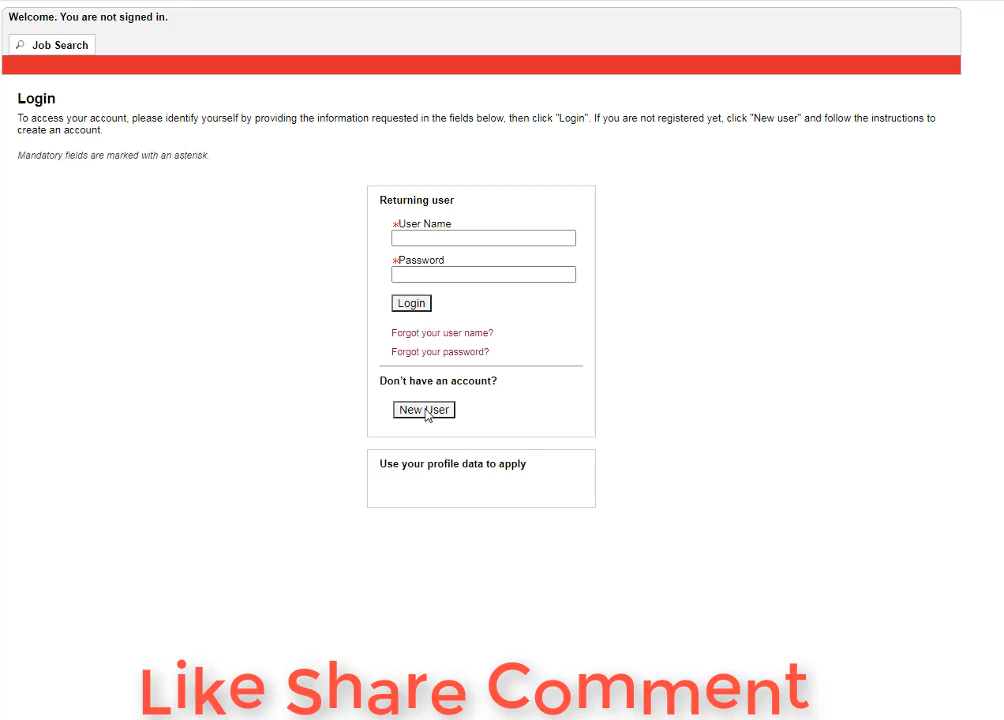 Welcome. You are not signed in.
Job Search
Login
To access your account, please identify yourself by providing the information requested in the fields below, then click "Login". If you are not registered yet, click "New user" and follow the instructions to
create an account.
Mandatory fields are marked with an asterisk.
Returning user
*User Name
*Password
Login
Forgot your user name?
Forgot your password?
Don't have an account?
New User
Use your profile data to apply
Like Share Comment